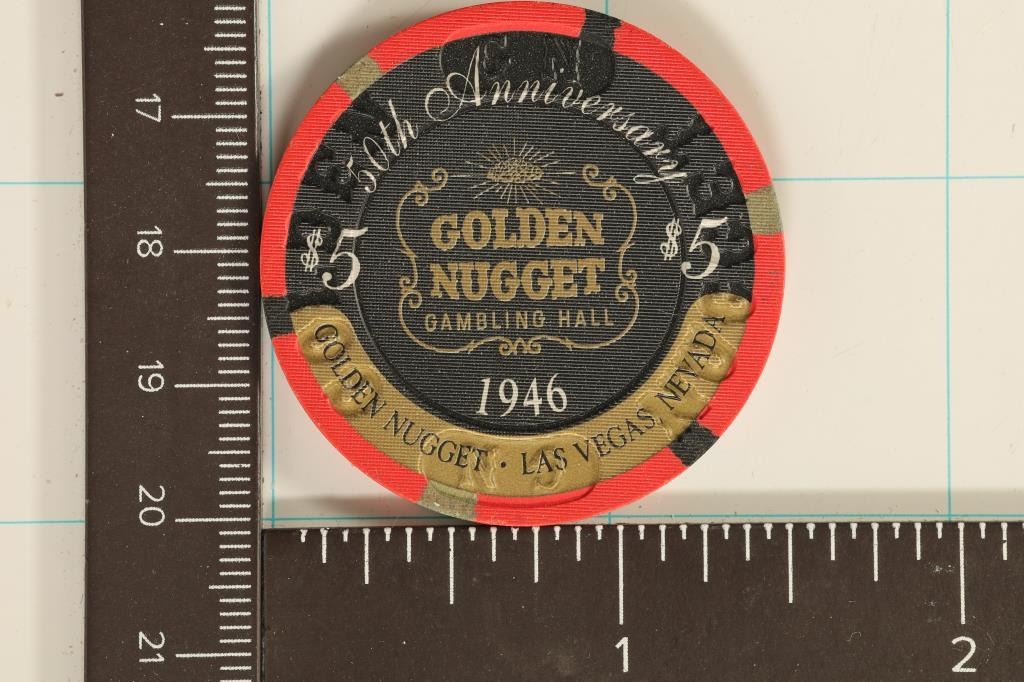 50th Anniversary
$5
$5
GOLDEN
NUGGET
GAMBLING HALL
1946
GOLDEN NUGGET · LAS VEGAS, NEVADA
17
18
19
20
21
1
2